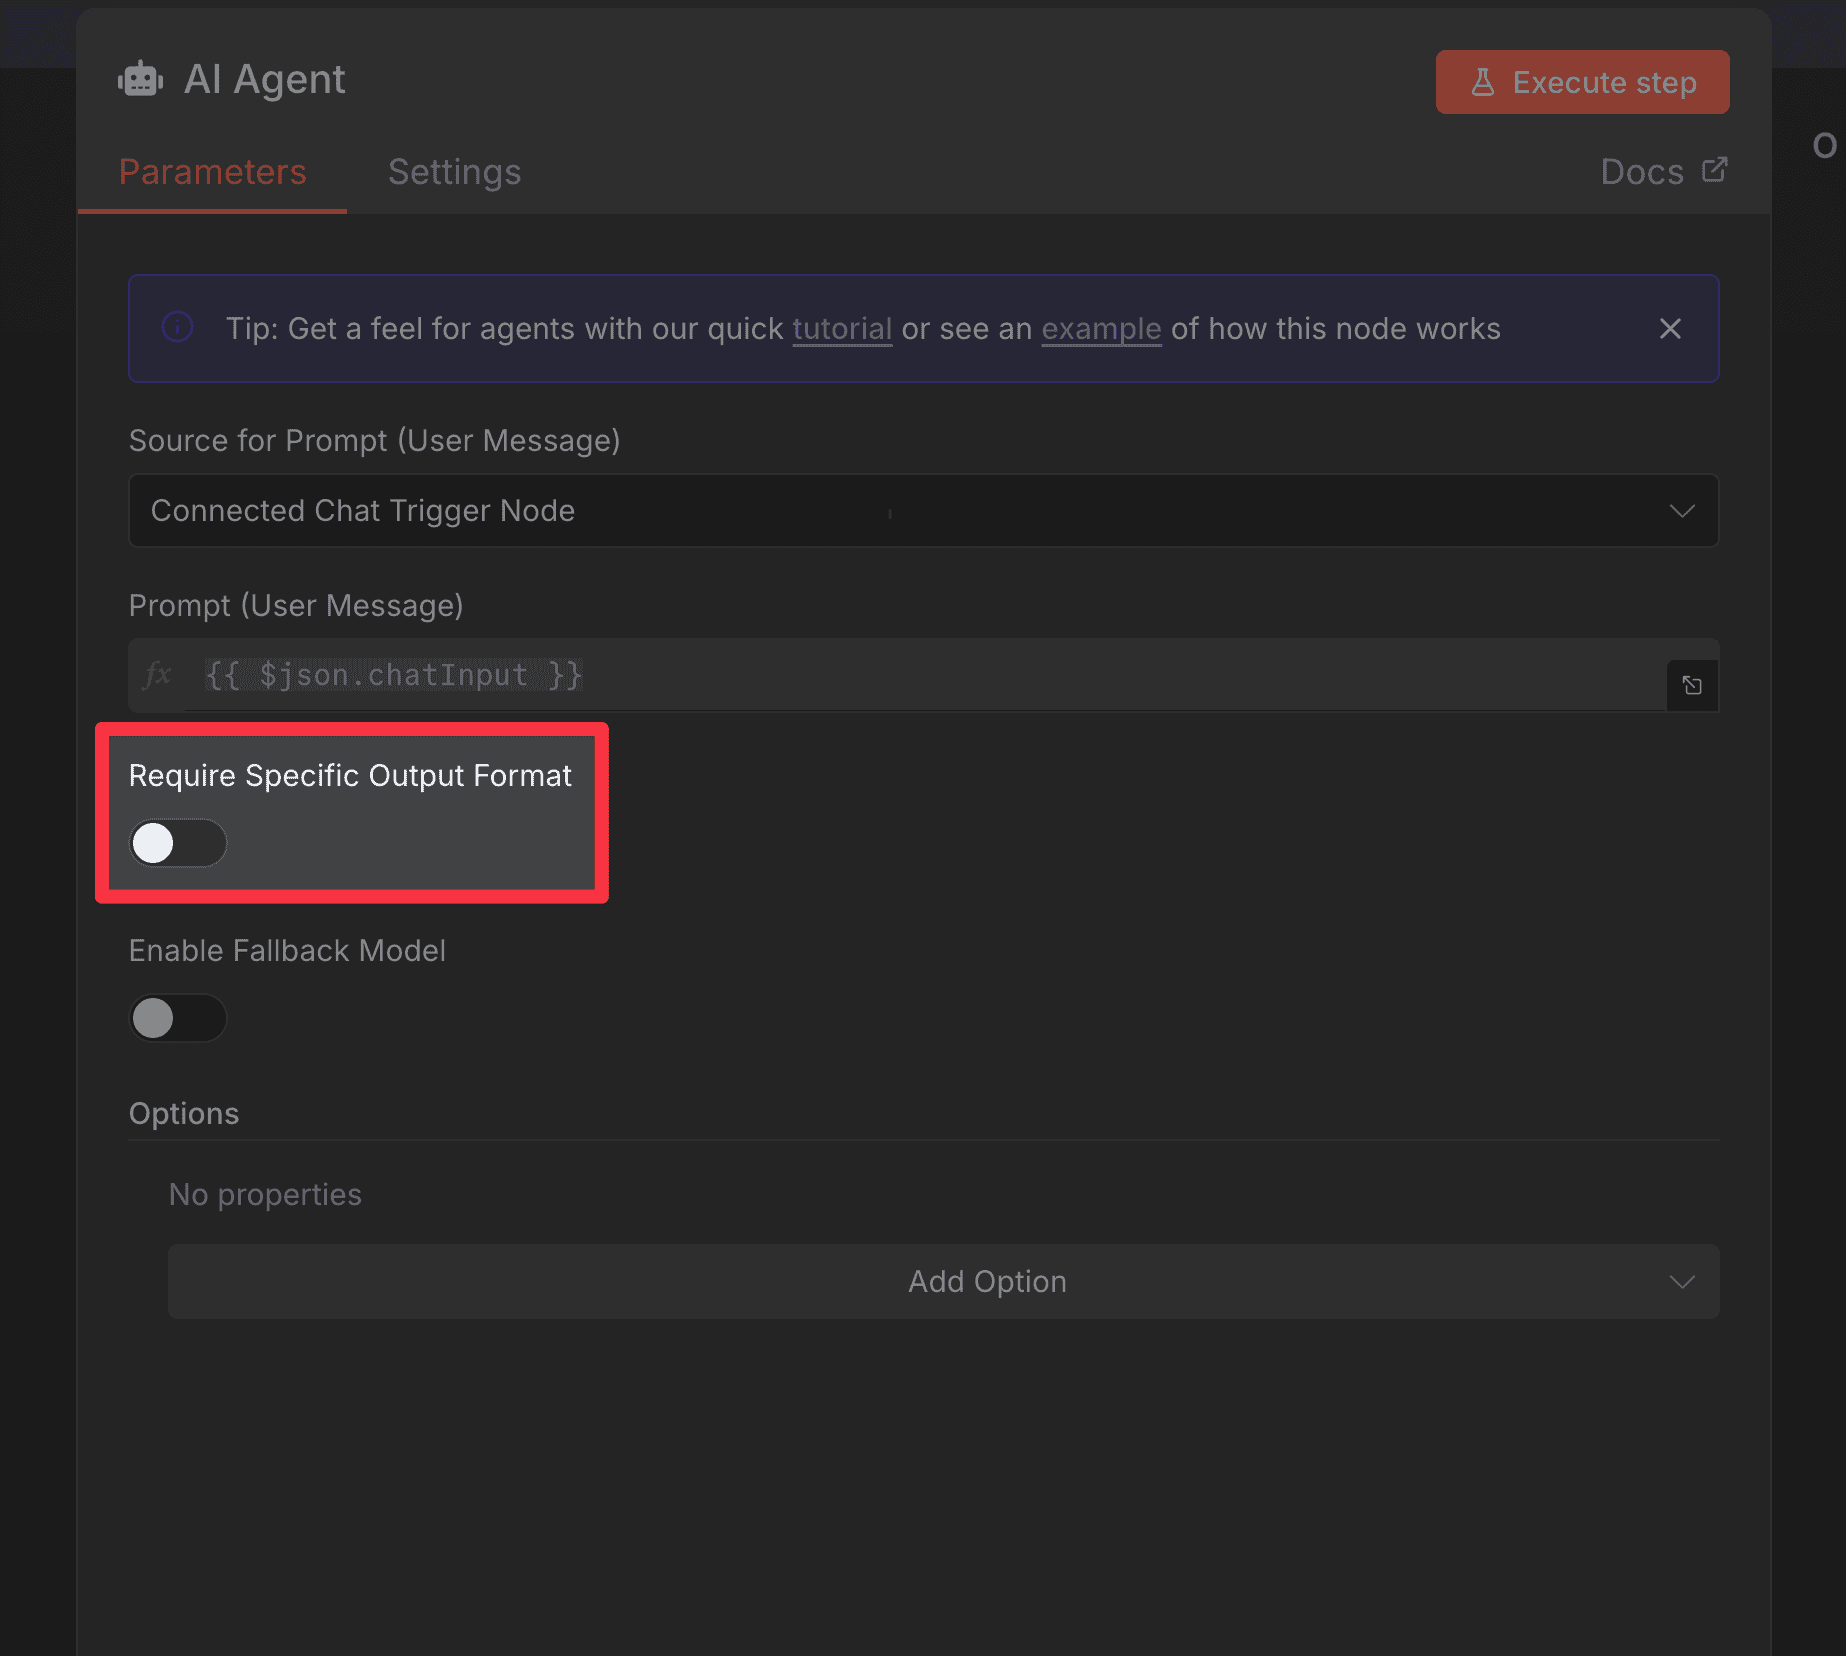 AI Agent
Execute step
Parameters
Settings
Docs
O
Tip: Get a feel for agents with our quick tutorial or see an example of how this node works
Source for Prompt (User Message)
Connected Chat Trigger Node
Prompt (User Message)
fx {{ $json.chatInput }}
Require Specific Output Format
Enable Fallback Model
Options
No properties
Add Option